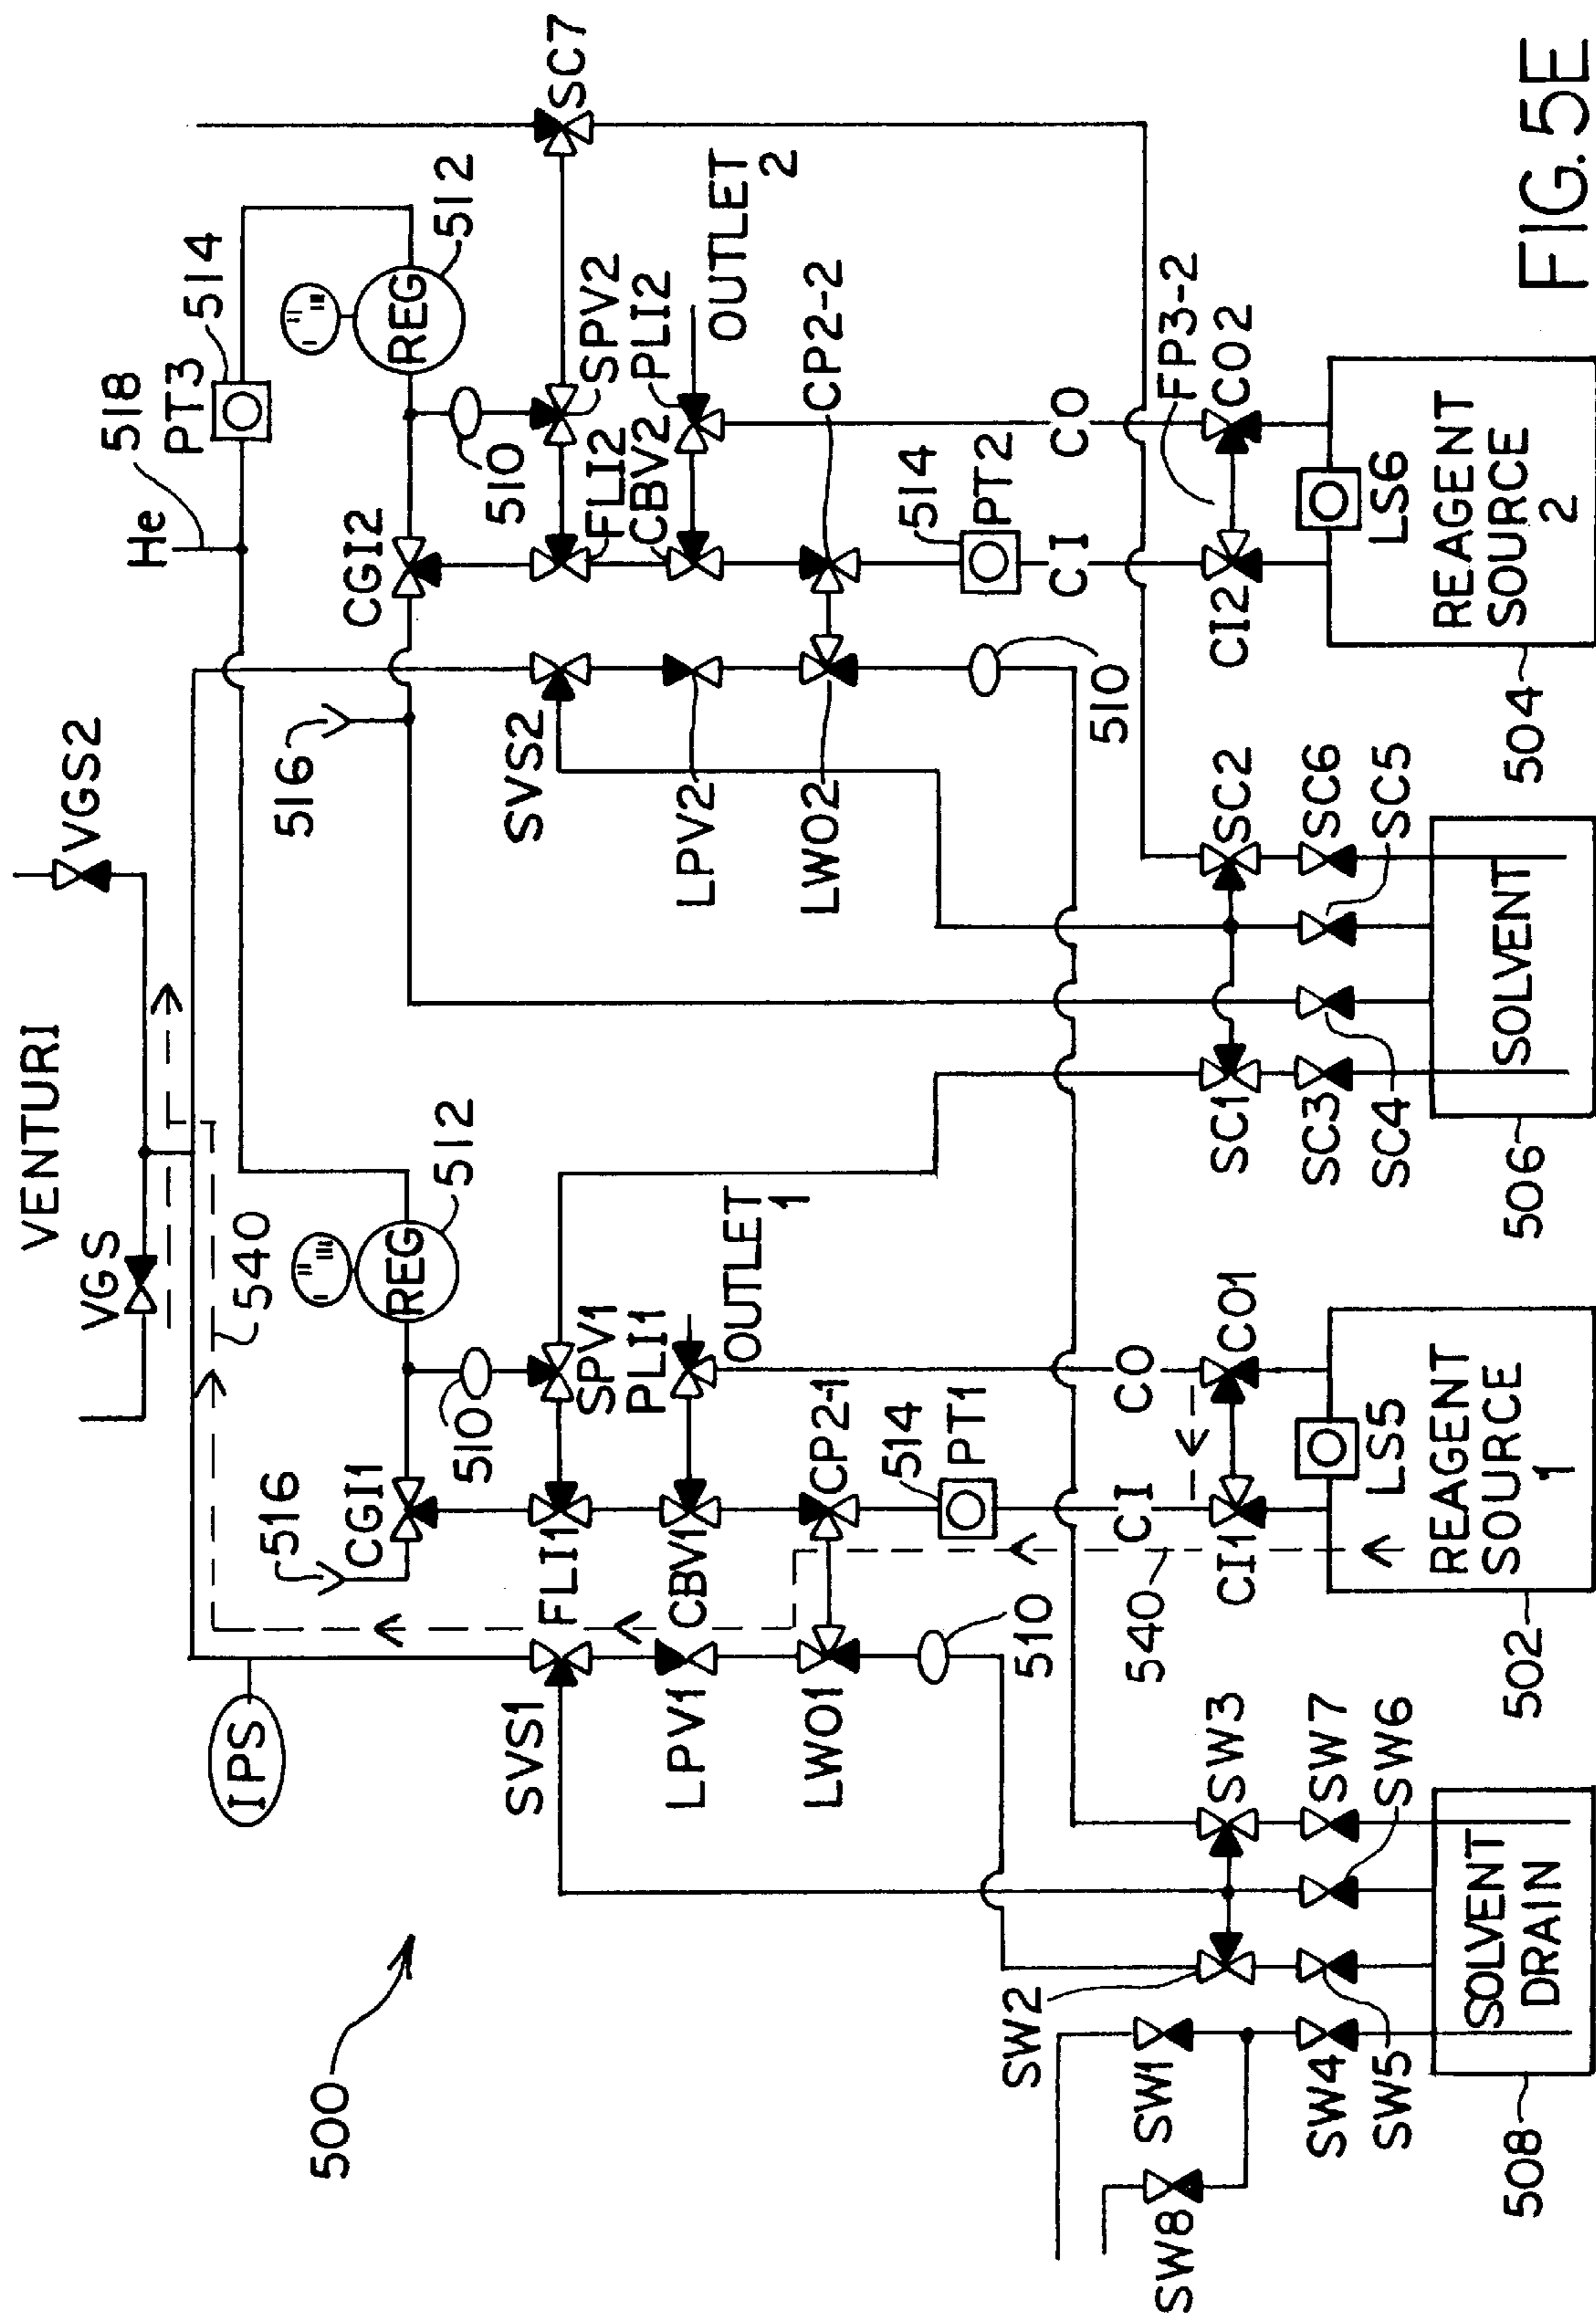 VENTURI
VGS
VGS2
540
He
518
PT3
514
512
REG
IPS
516
CGI1
512
REG
510
516
CGI2
510
SC7
SVS1
FLI1
SPV1
PLI1
OUTLET
1
SVS2
FLI2
SPV2
PLI2
OUTLET
2
LPV1
CBV1
LPV2
CBV2
LWO1
CP2-1
LWO2
CP2-2
510
514
PT1
510
514
PT2
540
CI
CO
CI
CO
500
SW8
SW1
SW2
SW3
CI1
CO1
SC1
SC2
CI2
FP3-2
CO2
SW4
SW5
SW7
SW6
LS5
SC3
SC4
SC6
SC5
LS6
508
SOLVENT
DRAIN
502
REAGENT
SOURCE
1
506
SOLVENT
504
REAGENT
SOURCE
2
FIG. 5E